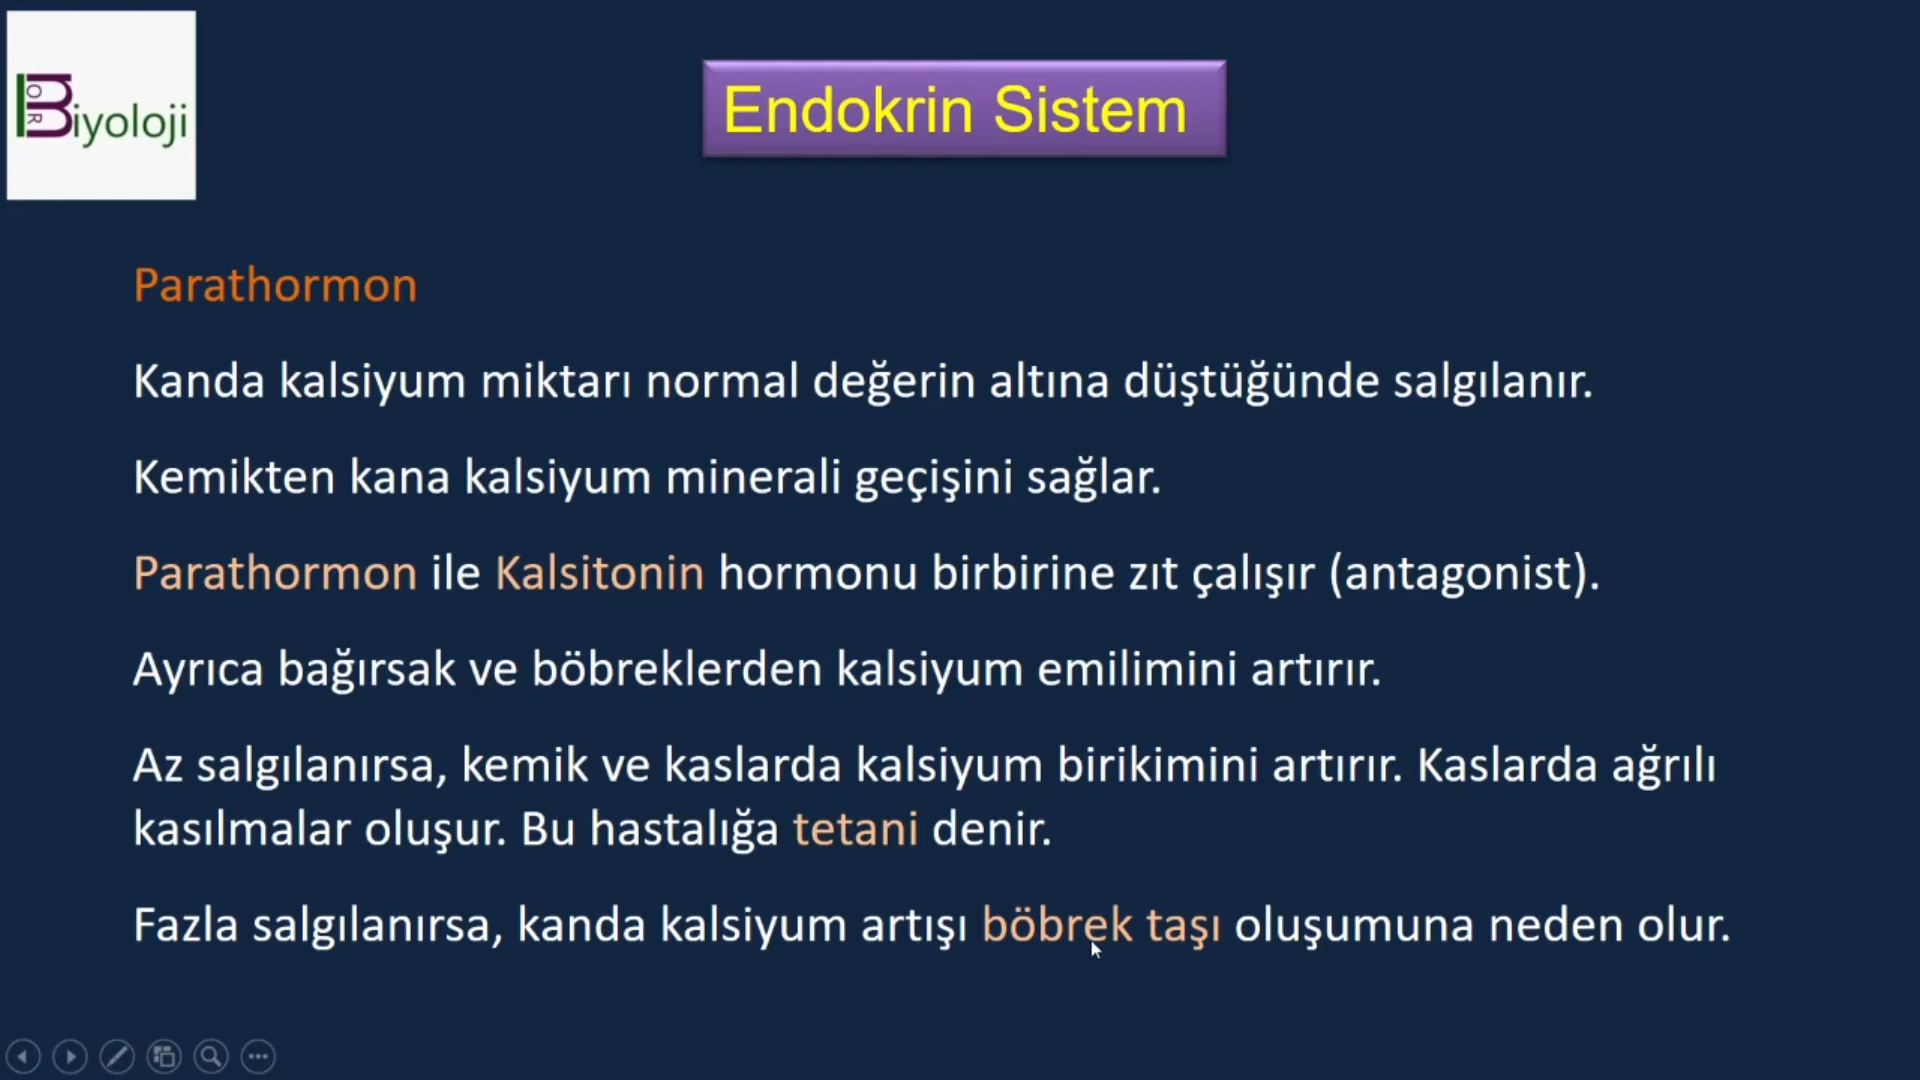 BOR
iyoloji
Endokrin Sistem
Parathormon
Kanda kalsiyum miktarı normal değerin altına düştüğünde salgılanır.
Kemikten kana kalsiyum minerali geçişini sağlar.
Parathormon ile Kalsitonin hormonu birbirine zıt çalışır (antagonist).
Ayrıca bağırsak ve böbreklerden kalsiyum emilimini artırır.
Az salgılanırsa, kemik ve kaslarda kalsiyum birikimini artırır. Kaslarda ağrılı
kasılmalar oluşur. Bu hastalığa tetani denir.
Fazla salgılanırsa, kanda kalsiyum artışı böbrek taşı oluşumuna neden olur.